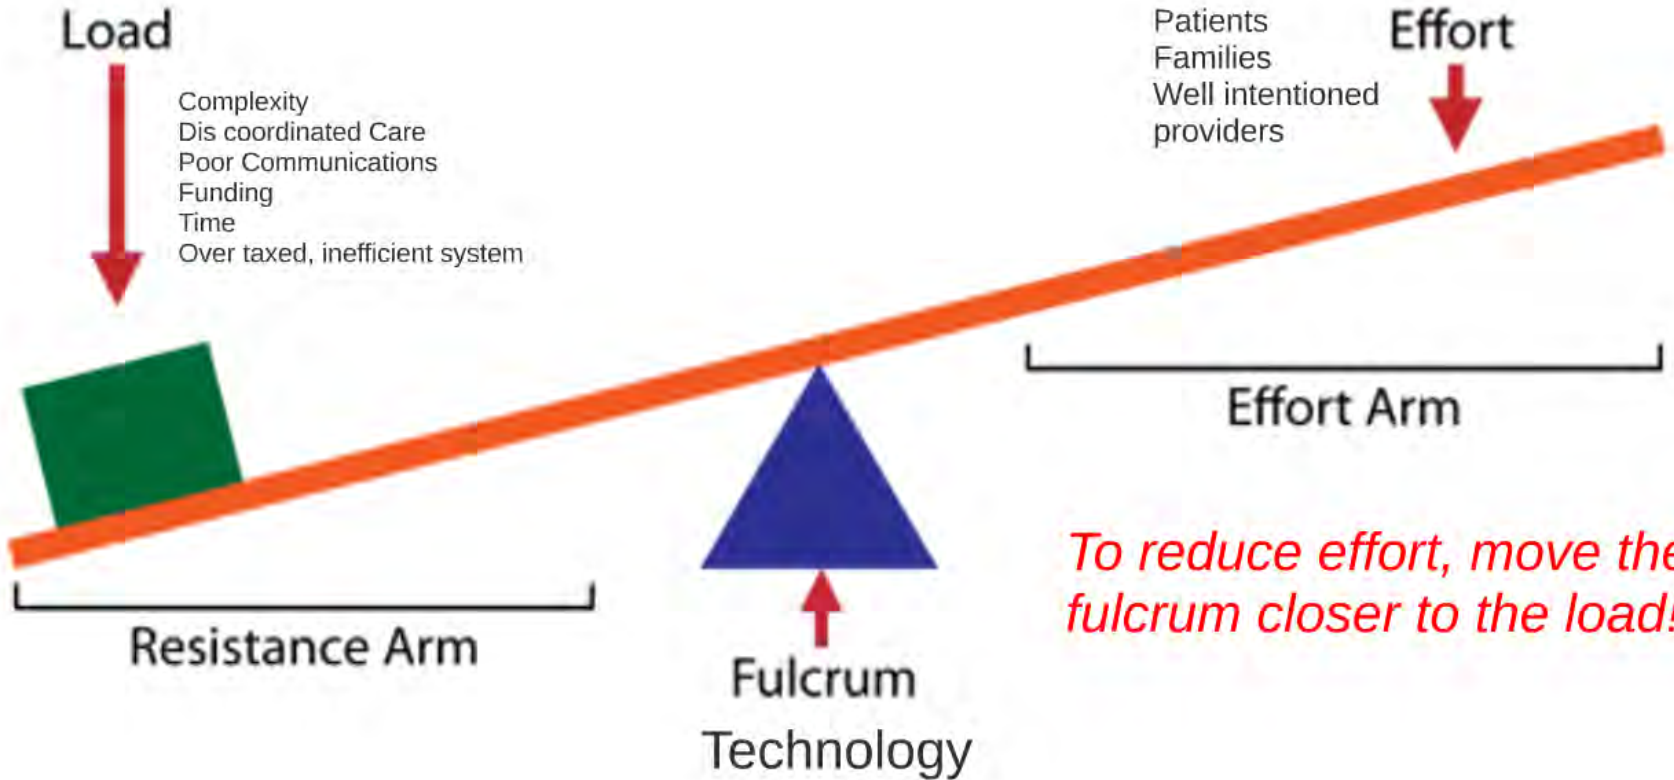 Load
Complexity
Dis coordinated Care
Poor Communications
Funding
Time
Over taxed, inefficient system
Patients
Families
Well intentioned
providers
Effort
Effort Arm
Resistance Arm
Fulcrum
Technology
To reduce effort, move the
fulcrum closer to the load!